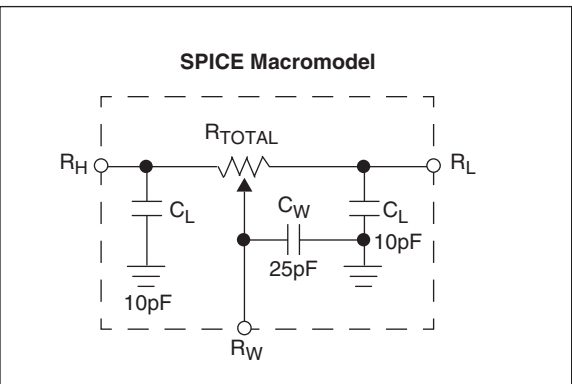 SPICE Macromodel
R_TOTAL
R_H
R_L
C_L
C_W
C_L
10pF
25pF
10pF
R_W